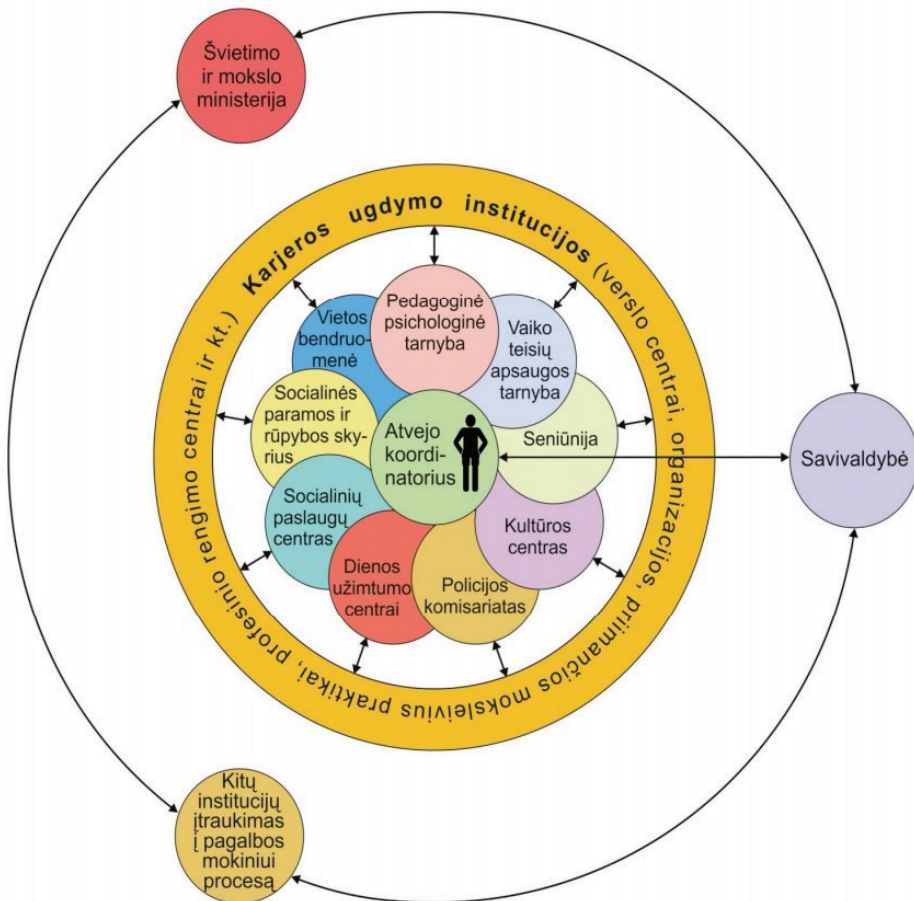 Švietimo
ir mokslo
ministerija
Karjeros ugdymo institucijos (verslo centrai, organizacijos, priimančios moksleivius praktikai, profesinio rengimo centrai ir kt.)
Pedagoginė
psichologinė
tarnyba
Vietos
bendruo-
menė
Vaiko
teisių
apsaugos
tarnyba
Socialinės
paramos ir
rūpybos sky-
rius
Atvejo
koordi-
natorius
Seniūnija
Savivaldybė
Socialinių
paslaugų
centras
Kultūros
centras
Dienos
užimtumo
centrai
Policijos
komisariatas
Kitų
institucijų
įtraukimas
į pagalbos
mokiniui
procesą